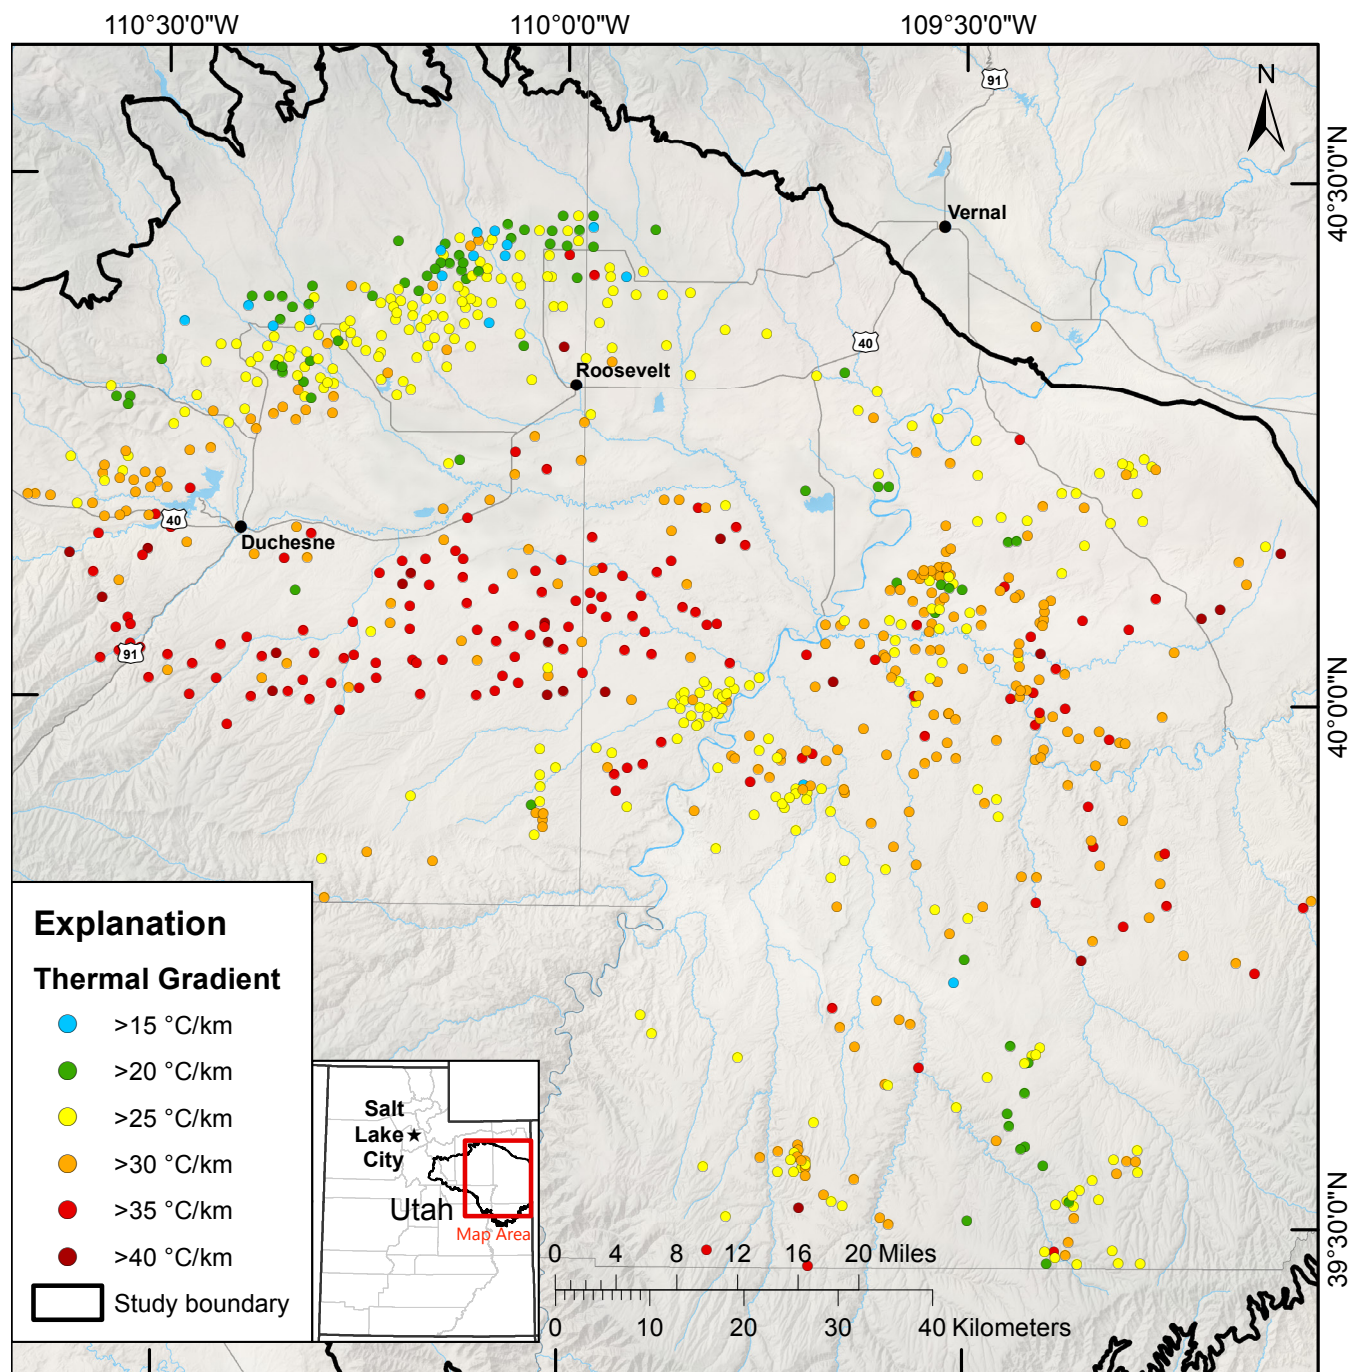 110°30'0"W
110°0'0"W
109°30'0"W
91
N
40°30'0"N
Vernal
40
Roosevelt
40
Duchesne
91
40°0'0"N
Explanation
Thermal Gradient
>15 °C/km
>20 °C/km
>25 °C/km
>30 °C/km
>35 °C/km
>40 °C/km
Study boundary
Salt
Lake
City
Utah
Map Area
39°30'0"N
0 4 8 12 16 20 Miles
0 10 20 30 40 Kilometers